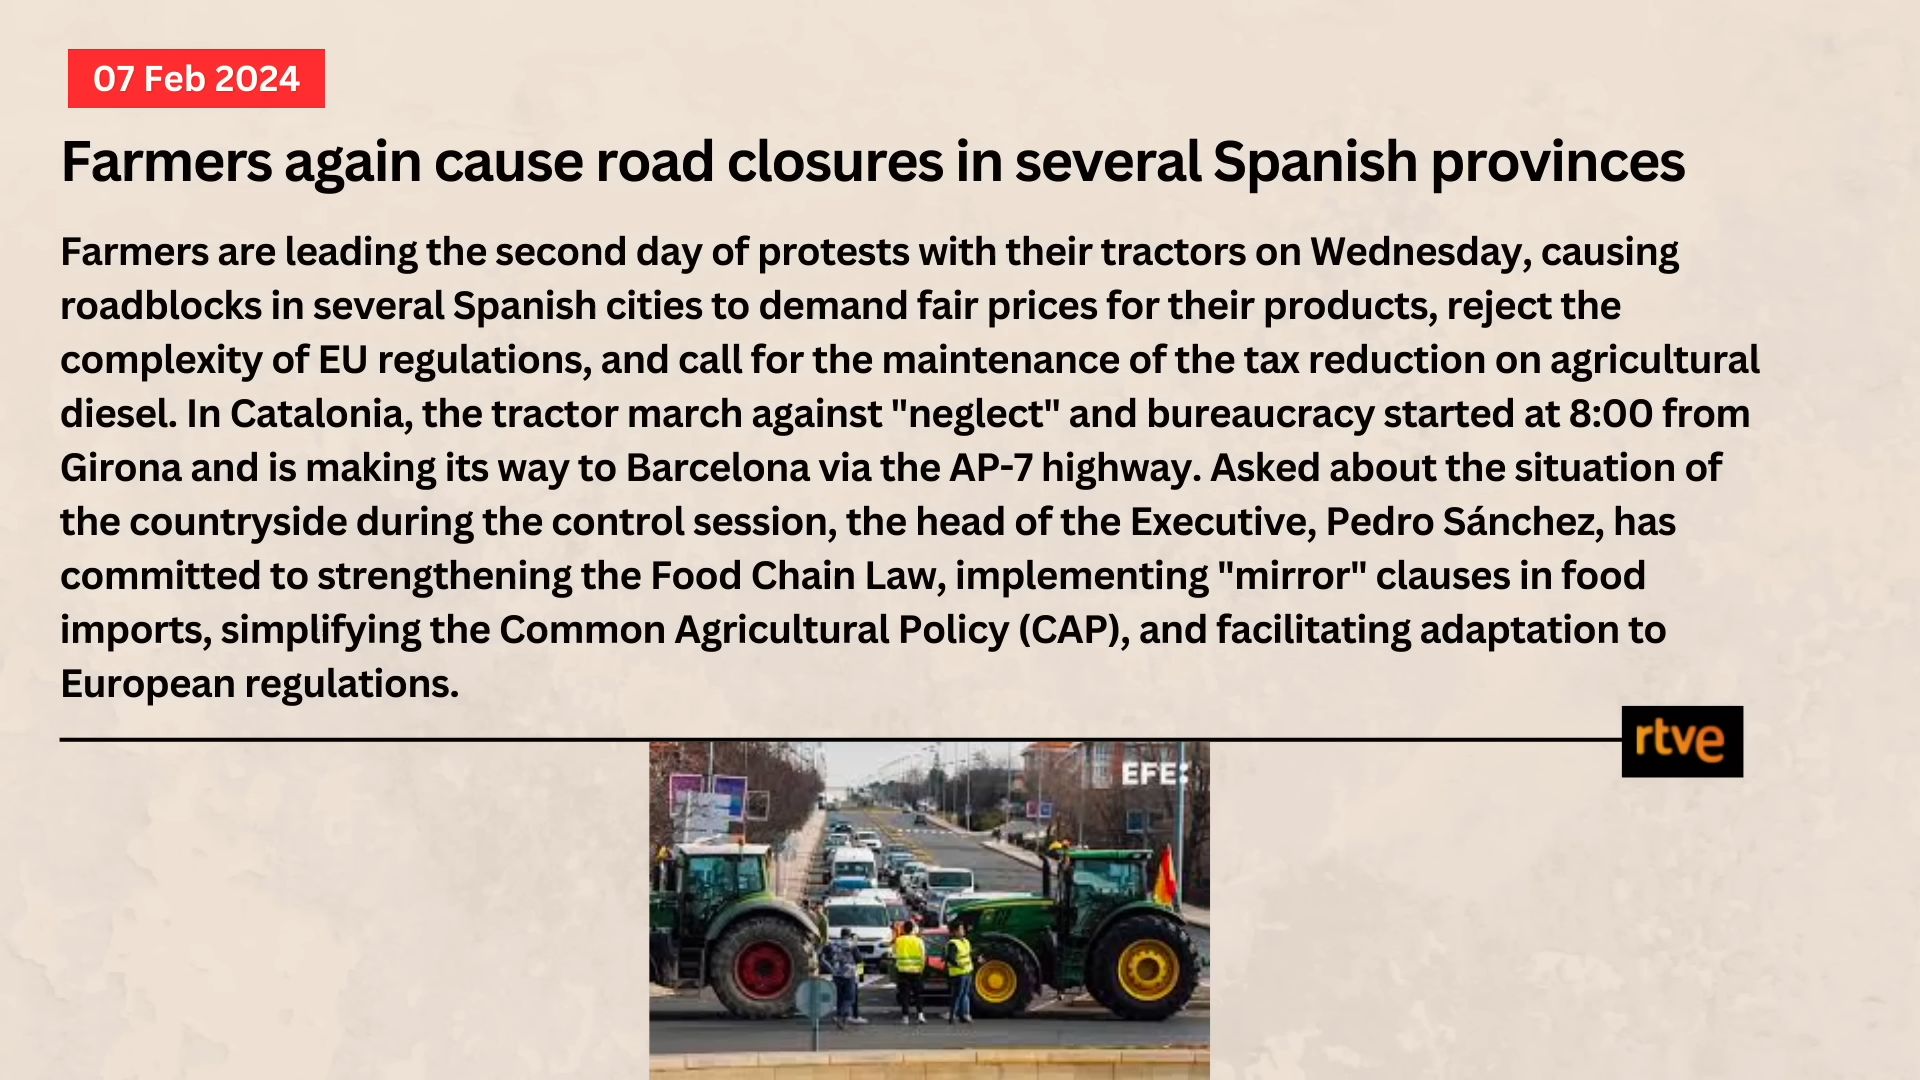 07 Feb 2024
Farmers again cause road closures in several Spanish provinces
Farmers are leading the second day of protests with their tractors on Wednesday, causing
roadblocks in several Spanish cities to demand fair prices for their products, reject the
complexity of EU regulations, and call for the maintenance of the tax reduction on agricultural
diesel. In Catalonia, the tractor march against "neglect" and bureaucracy started at 8:00 from
Girona and is making its way to Barcelona via the AP-7 highway. Asked about the situation of
the countryside during the control session, the head of the Executive, Pedro Sánchez, has
committed to strengthening the Food Chain Law, implementing "mirror" clauses in food
imports, simplifying the Common Agricultural Policy (CAP), and facilitating adaptation to
European regulations.
rtve
EFE: